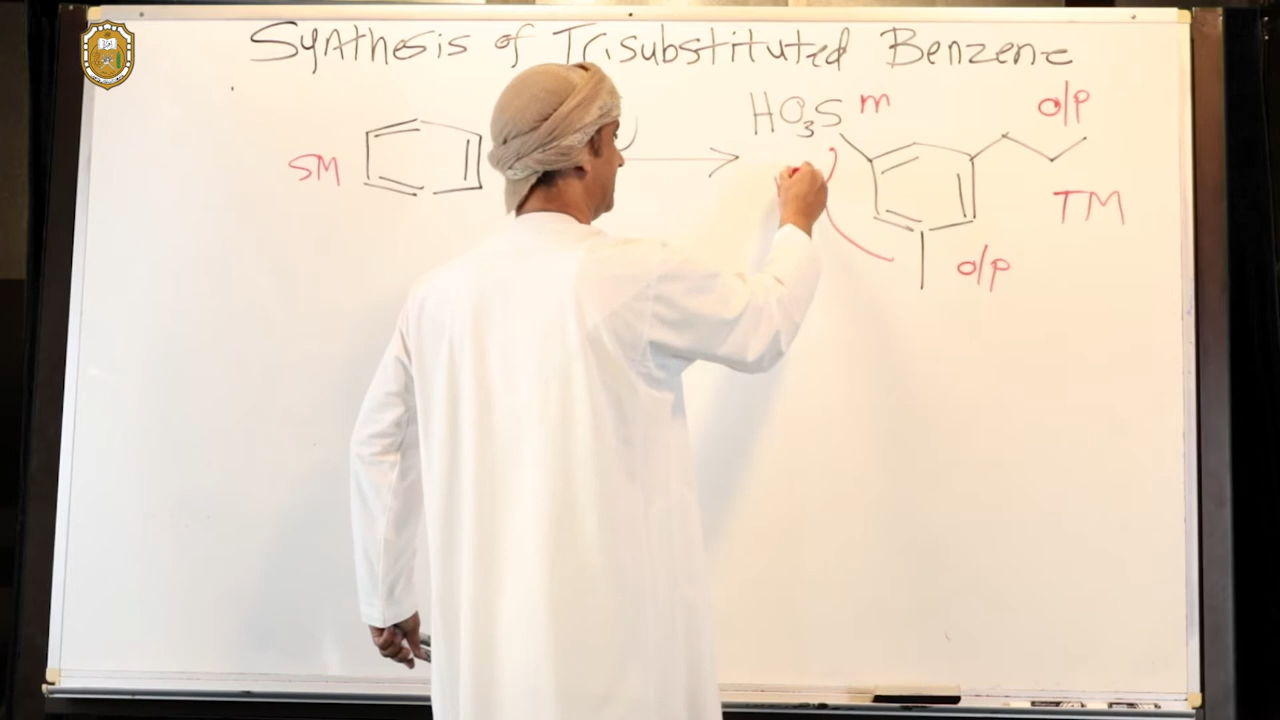 Synthesis of Trisubstituted Benzene
HO₃S m o/p
SM
TM
o/p